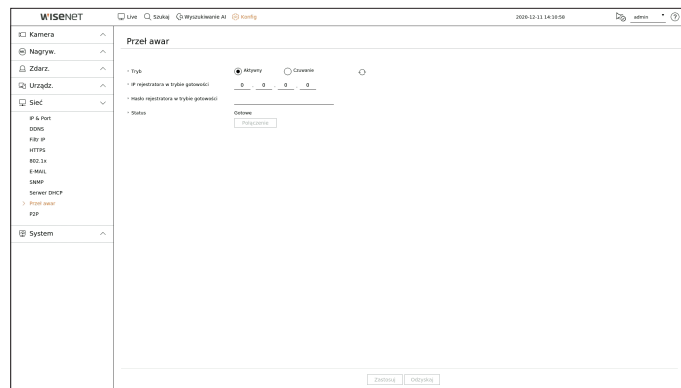 WISENET
Live Szukaj Wyszukiwanie AI Konfig 2020-12-11 14:10:58 admin ?
Kamera
Nagryw.
Zdarz.
Urządz.
Sieć
IP & Port
DDNS
Filtr IP
HTTPS
802.1x
E-MAIL
SNMP
Serwer DHCP
Przeł awar
P2P
System
Przeł awar
Tryb Aktywny Czuwanie
IP rejestratora w trybie gotowości 0 . 0 . 0 . 0
Hasło rejestratora w trybie gotowości
Status Gotowe
Połączenie
Zastosuj Odzyskaj